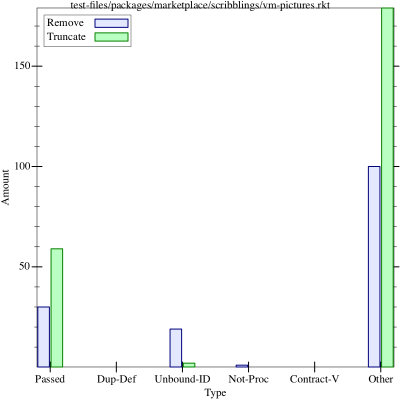 test-files/packages/marketplace/scribblings/vm-pictures.rkt
Remove
Truncate
150
100
50
Amount
Passed Dup-Def Unbound-ID Not-Proc Contract-V Other
Type